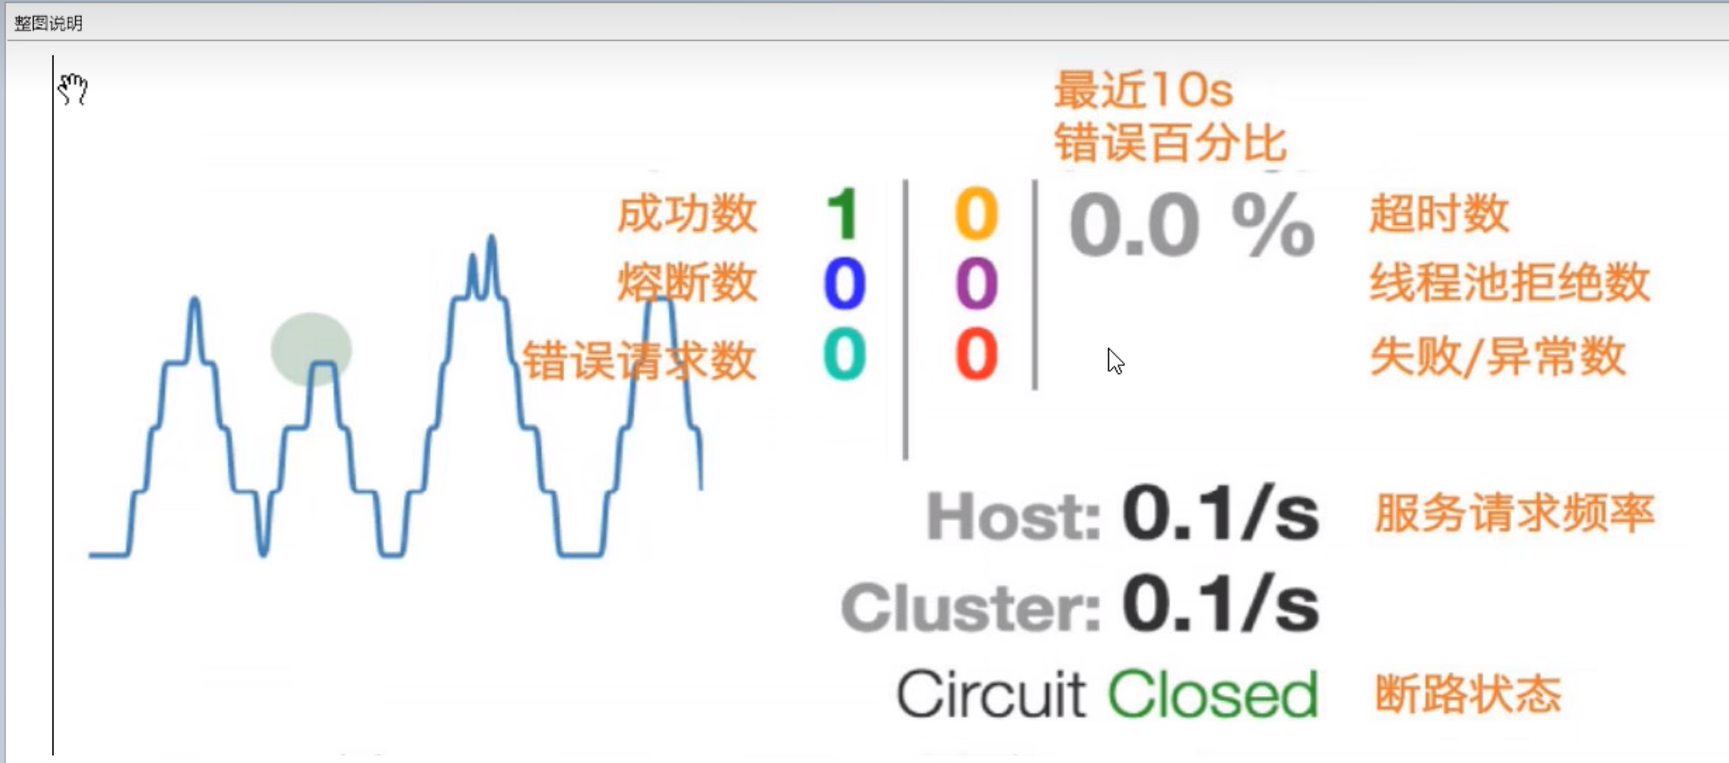 整图说明
最近10s
错误百分比
成功数 1 0 0.0 % 超时数
熔断数 0 0 线程池拒绝数
错误请求数 0 0 失败/异常数
Host: 0.1/s 服务请求频率
Cluster: 0.1/s
Circuit Closed 断路状态